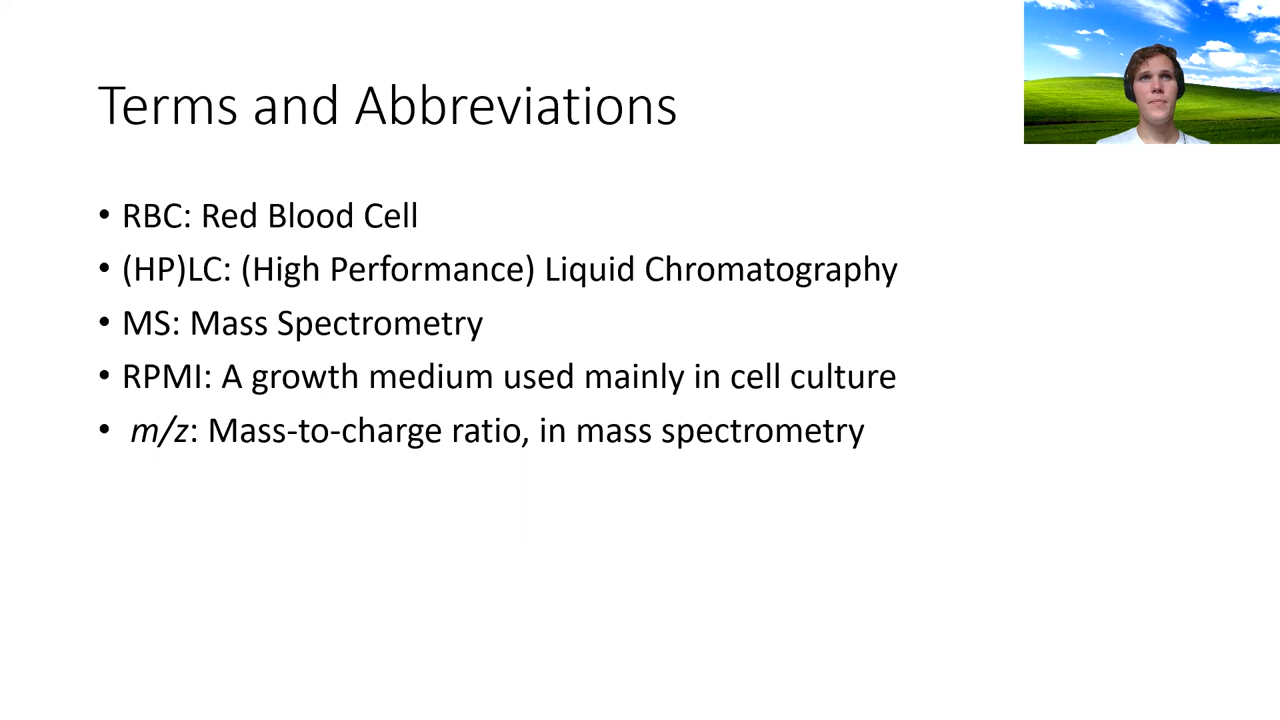 Terms and Abbreviations
• RBC: Red Blood Cell
• (HP)LC: (High Performance) Liquid Chromatography
• MS: Mass Spectrometry
• RPMI: A growth medium used mainly in cell culture
• m/z: Mass-to-charge ratio, in mass spectrometry